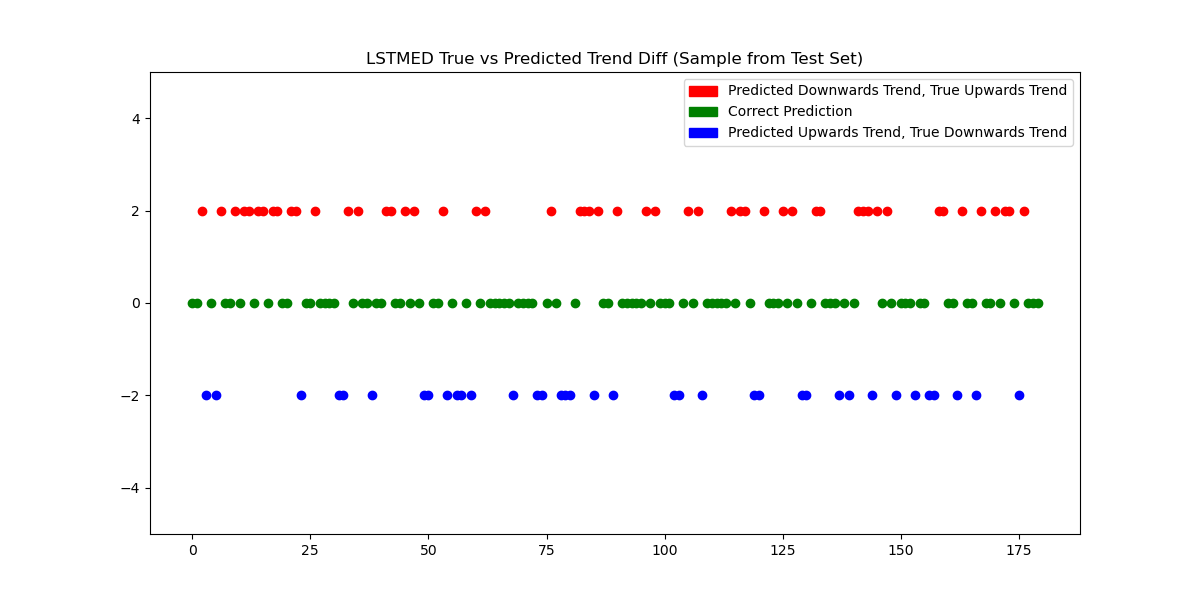 LSTMED True vs Predicted Trend Diff (Sample from Test Set)
Predicted Downwards Trend, True Upwards Trend
Correct Prediction
Predicted Upwards Trend, True Downwards Trend
4
2
0
−2
−4
0 25 50 75 100 125 150 175